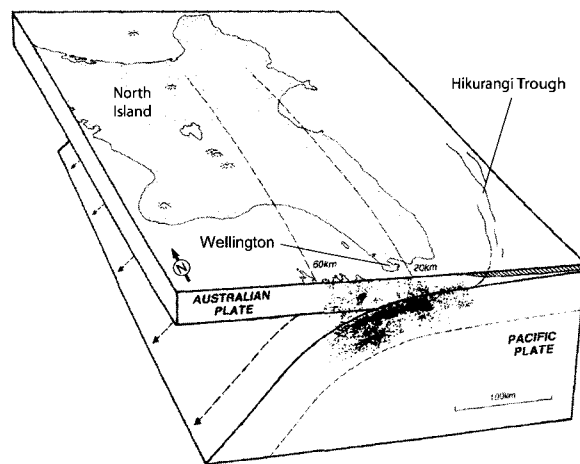 Hikurangi Trough
North
Island
Wellington
60km
20km
N
AUSTRALIAN
PLATE
PACIFIC
PLATE
100km